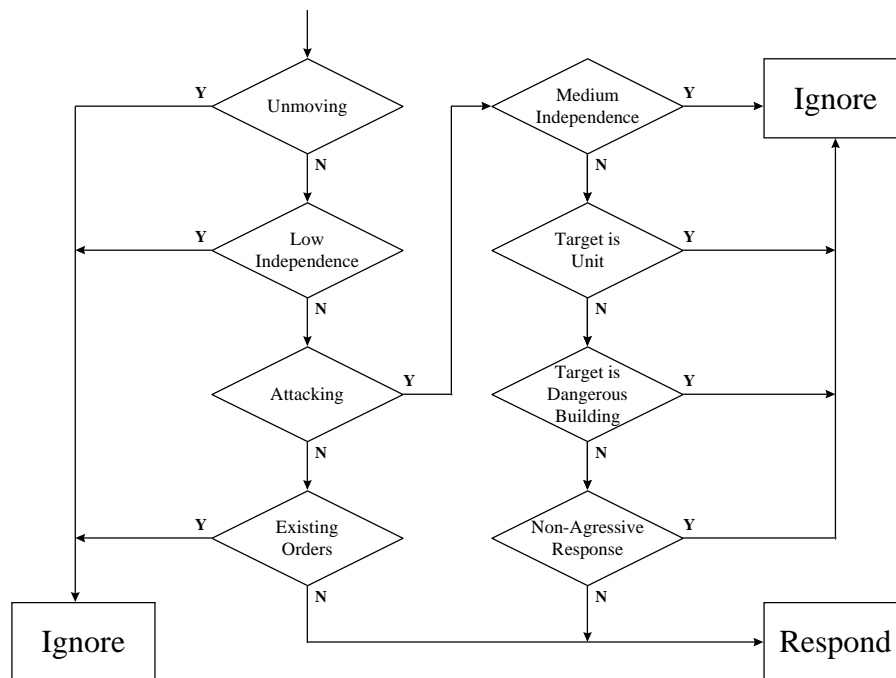 Unmoving
Y
N
Low
Independence
Y
N
Attacking
Y
N
Existing
Orders
Y
N
Ignore
Medium
Independence
Y
N
Target is
Unit
Y
N
Target is
Dangerous
Building
Y
N
Non-Agressive
Response
Y
N
Ignore
Respond